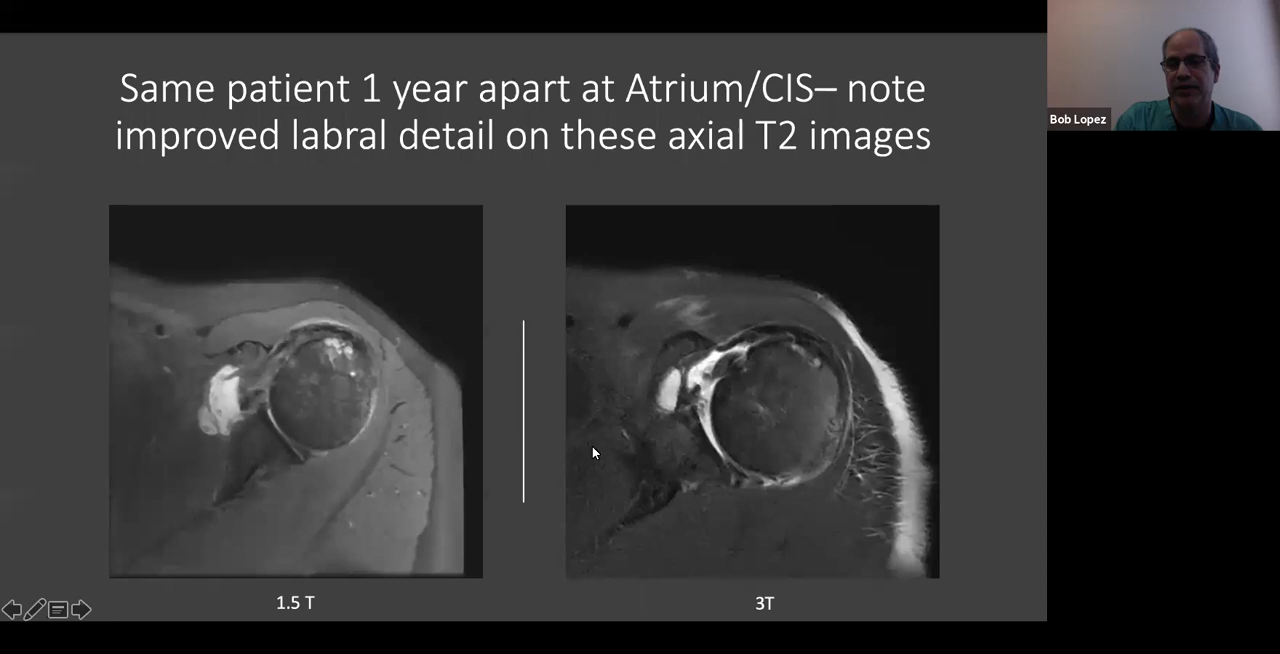 Same patient 1 year apart at Atrium/CIS– note
improved labral detail on these axial T2 images
Bob Lopez
1.5 T
3T